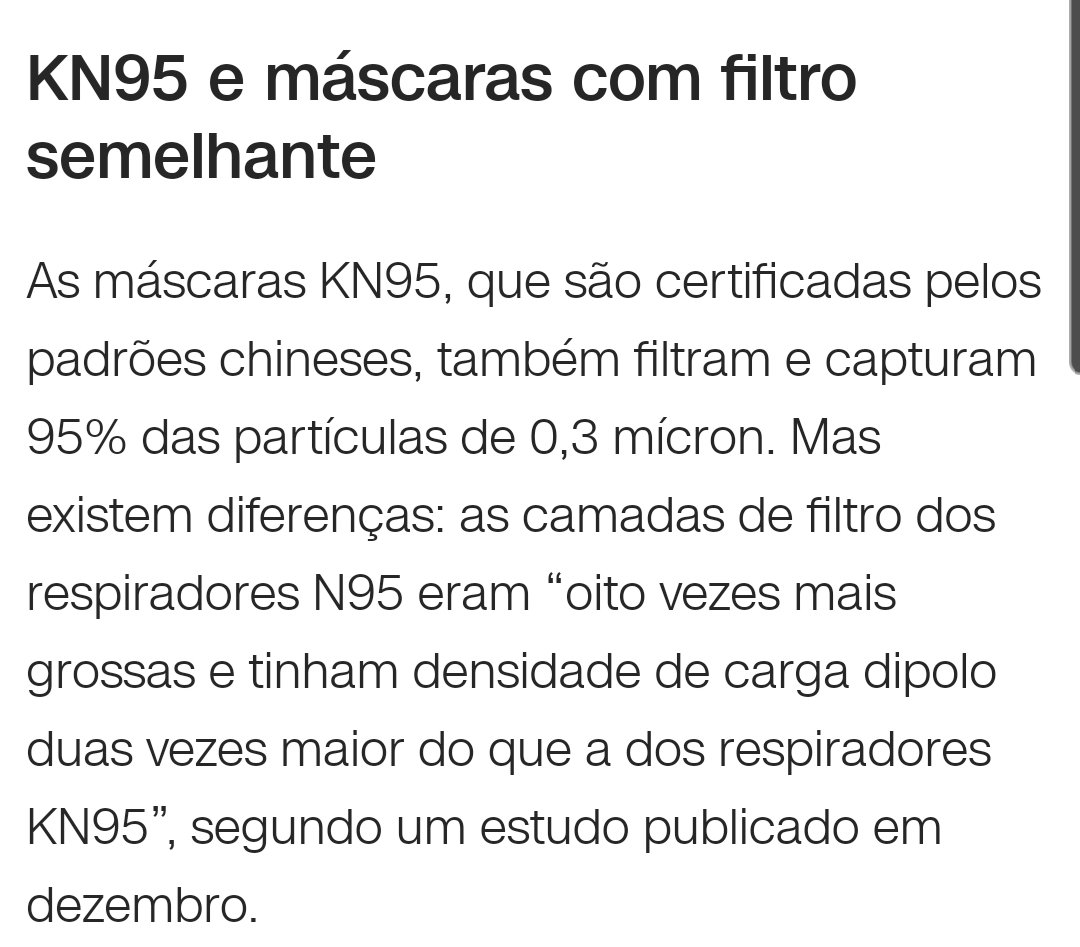 KN95 e máscaras com filtro
semelhante
As máscaras KN95, que são certificadas pelos
padrões chineses, também filtram e capturam
95% das partículas de 0,3 mícron. Mas
existem diferenças: as camadas de filtro dos
respiradores N95 eram “oito vezes mais
grossas e tinham densidade de carga dipolo
duas vezes maior do que a dos respiradores
KN95”, segundo um estudo publicado em
dezembro.